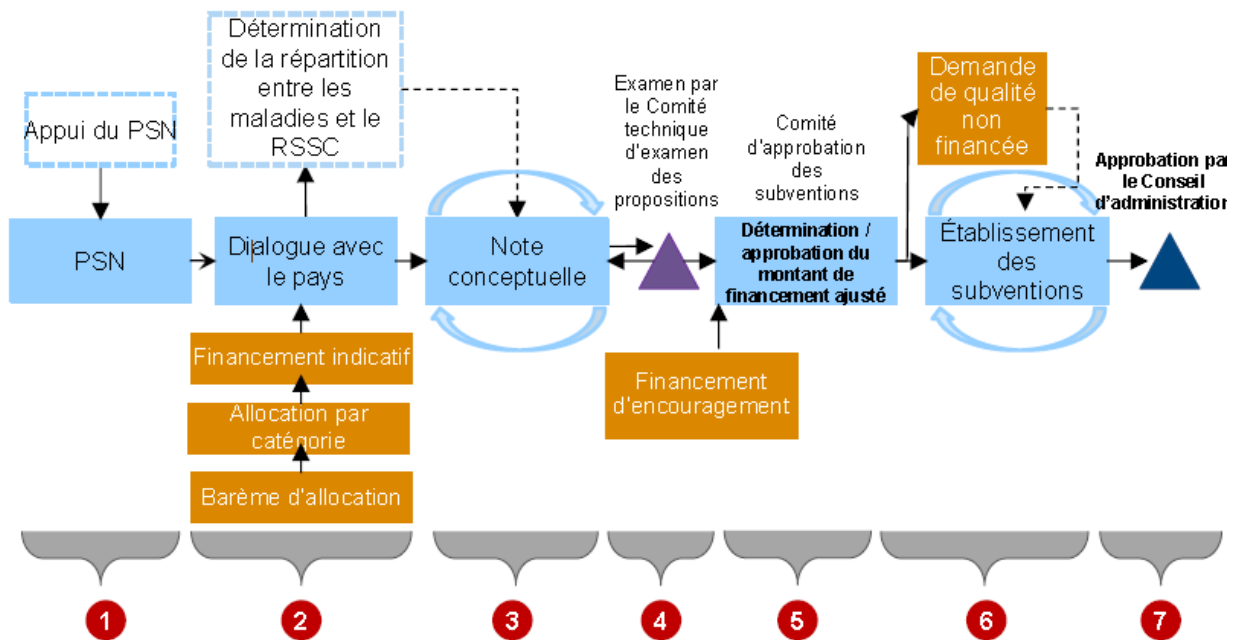 Détermination
de la répartition
entre les
maladies et le
RSSC
Appui du PSN
Examen par
le Comité
technique
d'examen
des
propositions
Comité
d'approbation
des
subventions
Demande
de qualité
non
financée
Approbation pa
le Conseil
d'administration
PSN
Dialogue avec
le pays
Note
conceptuelle
Détermination /
approbation du
montant de
financement ajusté
Établissement
des
subventions
Financement indicatif
Allocation par
catégorie
Barème d'allocation
Financement
d'encouragement
1
2
3
4
5
6
7